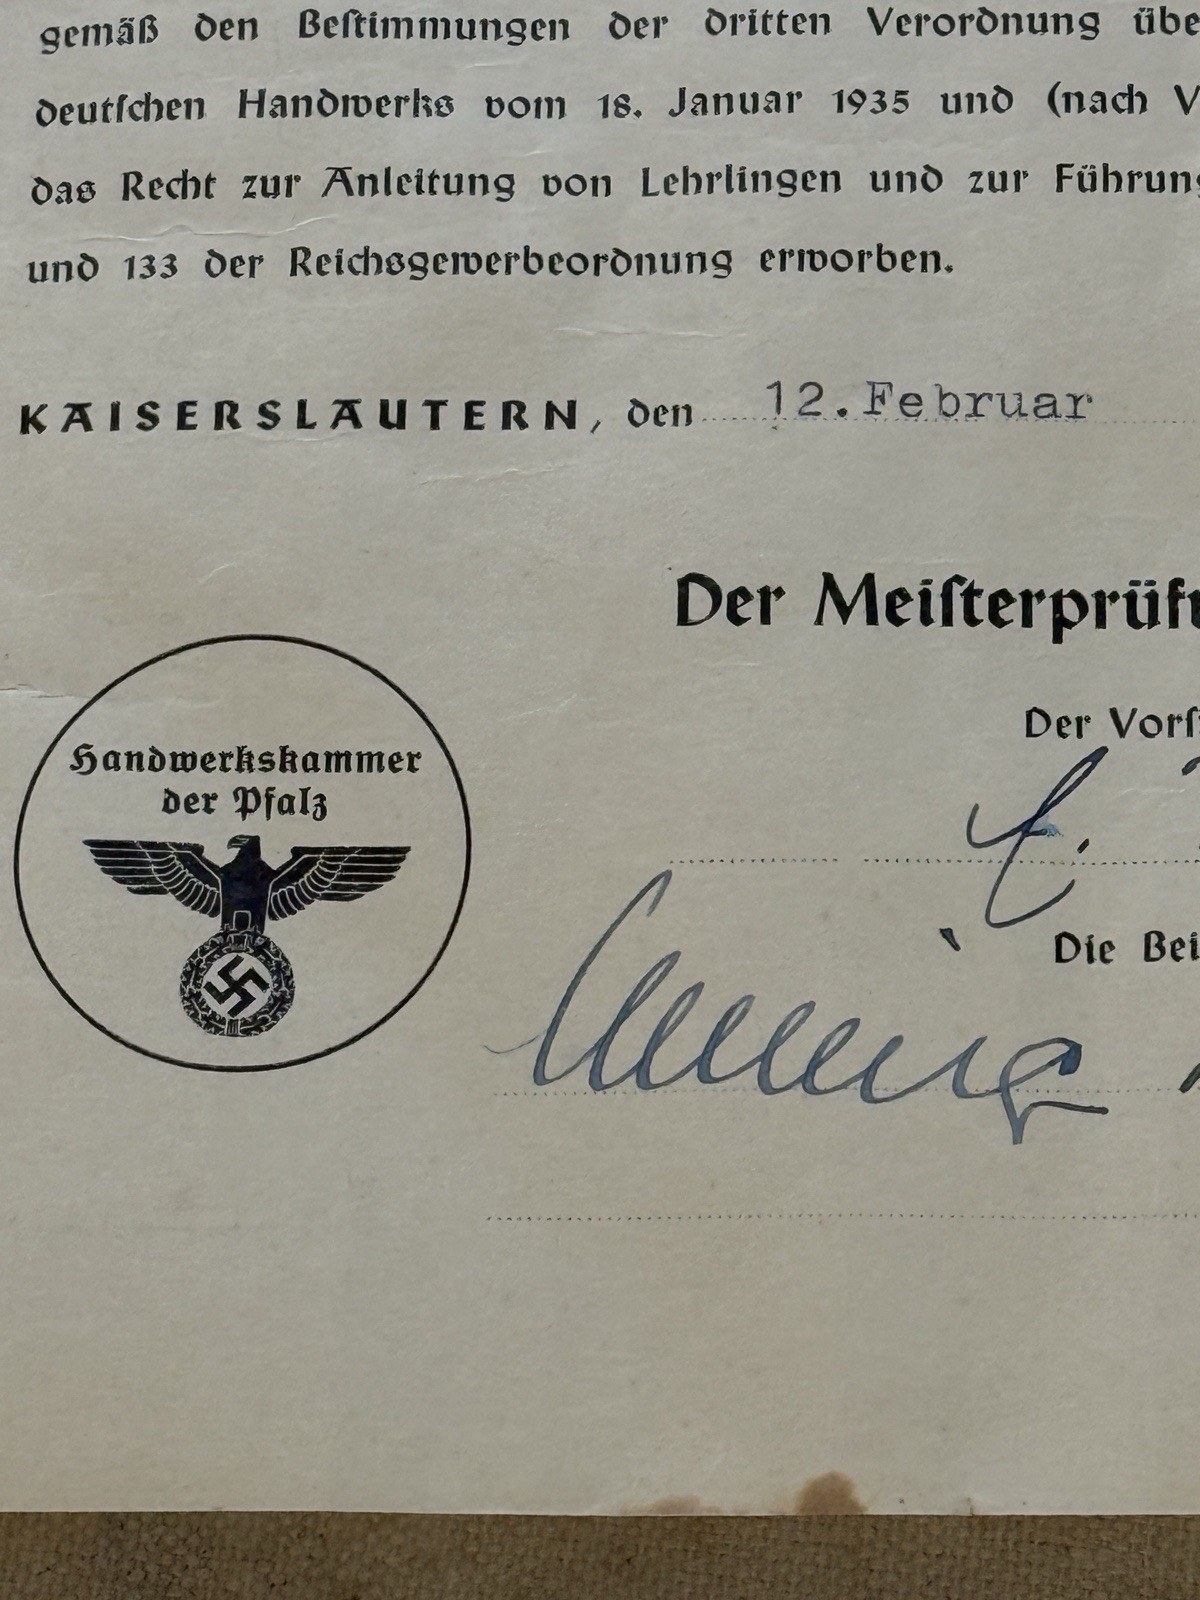 gemäß den Beſtimmungen der dritten Verordnung übe
deutſchen Handwerks vom 18. Januar 1935 und (nach V
das Recht zur Anleitung von Lehrlingen und zur Führung
und 133 der Reichsgewerbeordnung erworben.
KAISERSLAUTERN, den 12.Februar
Der Meiſterprüf
Der Vorſ
Handwerkskammer
der Pfalz
Die Bei